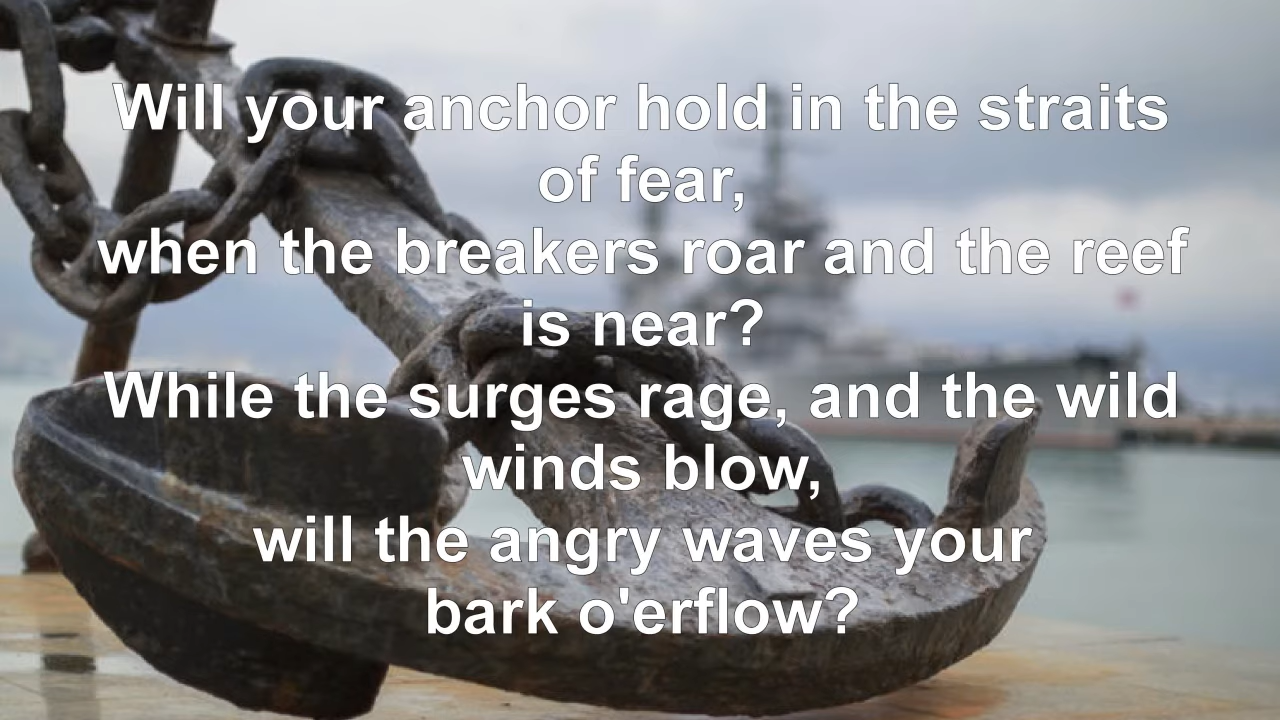 Will your anchor hold in the straits
of fear,
when the breakers roar and the reef
is near?
While the surges rage, and the wild
winds blow,
will the angry waves your
bark o'erflow?